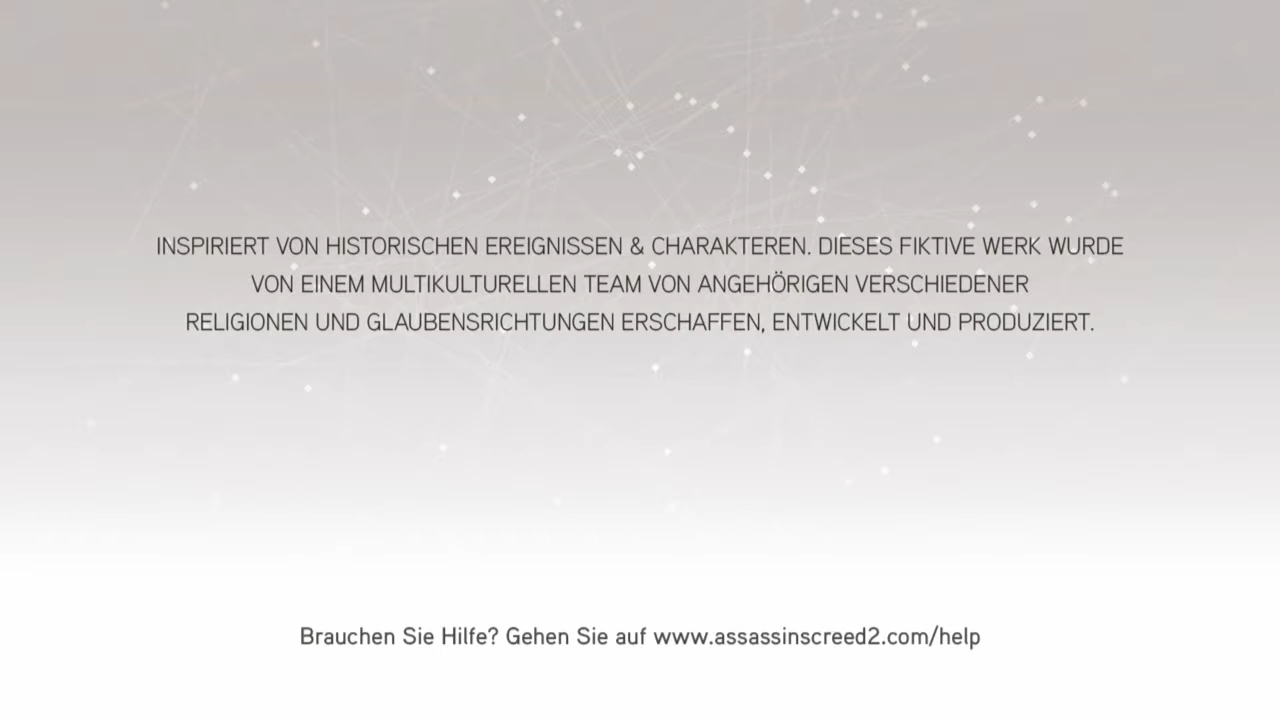 INSPIRIERT VON HISTORISCHEN EREIGNISSEN & CHARAKTEREN. DIESES FIKTIVE WERK WURDE
VON EINEM MULTIKULTURELLEN TEAM VON ANGEHÖRIGEN VERSCHIEDENER
RELIGIONEN UND GLAUBENSRICHTUNGEN ERSCHAFFEN, ENTWICKELT UND PRODUZIERT.
Brauchen Sie Hilfe? Gehen Sie auf www.assassinscreed2.com/help